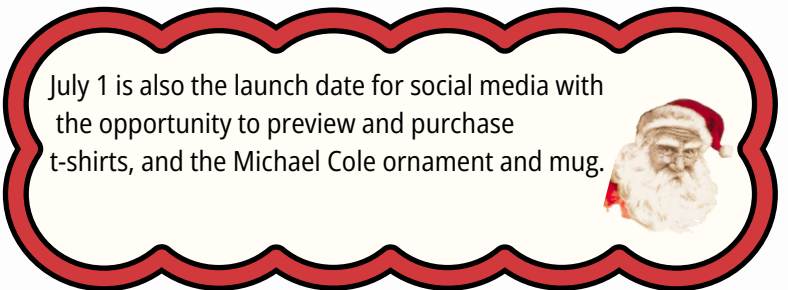 July 1 is also the launch date for social media with
the opportunity to preview and purchase
t-shirts, and the Michael Cole ornament and mug.